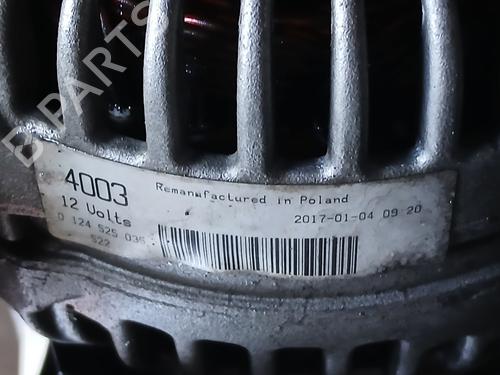 B PARTS
4003
Remanufactured in Poland
12 Volts
2017-01-04 09 20
0 124 525 035
522